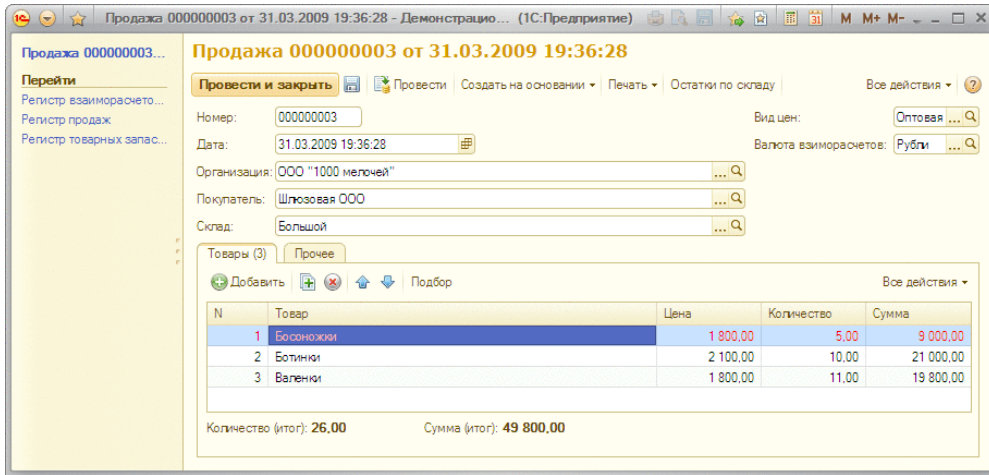 Продажа 000000003 от 31.03.2009 19:36:28 - Демонстрацио... (1С:Предприятие) M M+ M-
Продажа 000000003...
Перейти
Регистр взаиморасчето...
Регистр продаж
Регистр товарных запас...
Продажа 000000003 от 31.03.2009 19:36:28
Провести и закрыть Провести Создать на основании Печать Остатки по складу Все действия
Номер: 000000003 Вид цен: Оптовая ...
Дата: 31.03.2009 19:36:28 Валюта взиморасчетов: Рубли ...
Организация: ООО "1000 мелочей" ...
Покупатель: Шлюзовая ООО ...
Склад: Большой ...
Товары (3) Прочее
Добавить Подбор Все действия
N Товар Цена Количество Сумма
1 Босоножки 1 800,00 5,00 9 000,00
2 Ботинки 2 100,00 10,00 21 000,00
3 Валенки 1 800,00 11,00 19 800,00
Количество (итог): 26,00 Сумма (итог): 49 800,00